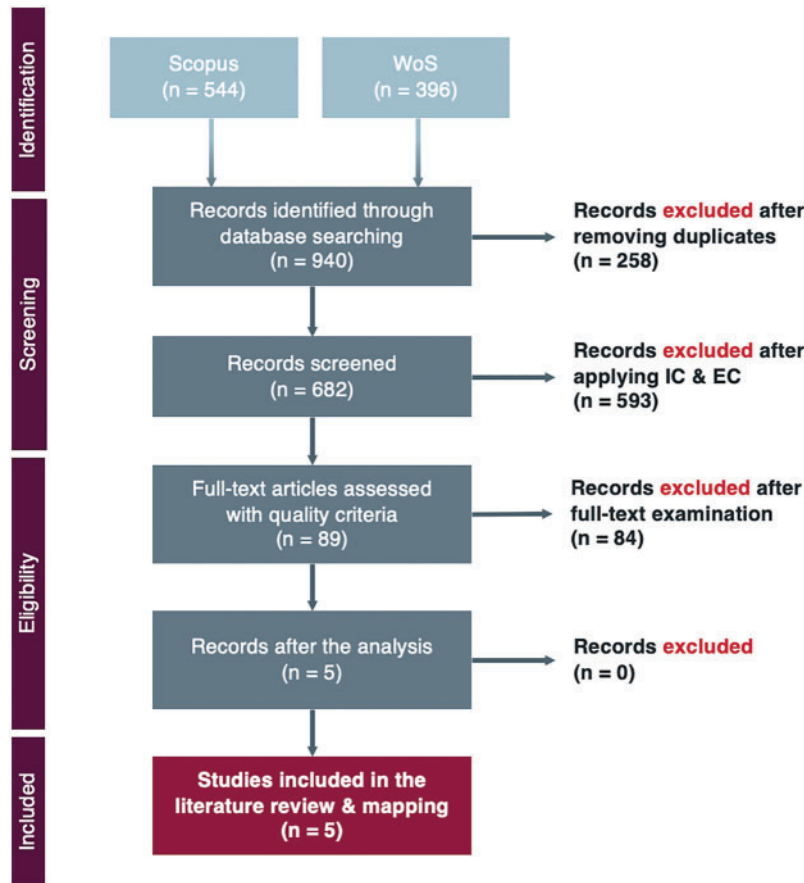 Identification
Scopus
(n = 544)
WoS
(n = 396)
Screening
Records identified through
database searching
(n = 940)
Records excluded after
removing duplicates
(n = 258)
Records screened
(n = 682)
Records excluded after
applying IC & EC
(n = 593)
Eligibility
Full-text articles assessed
with quality criteria
(n = 89)
Records excluded after
full-text examination
(n = 84)
Records after the analysis
(n = 5)
Records excluded
(n = 0)
Included
Studies included in the
literature review & mapping
(n = 5)